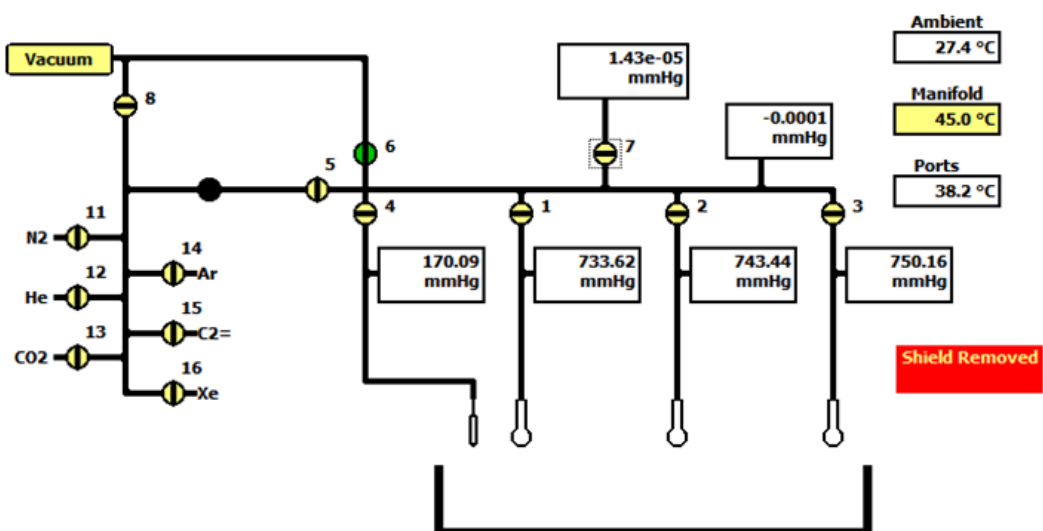 Ambient
27.4 °C
Vacuum
1.43e-05
mmHg
Manifold
45.0 °C
8
-0.0001
mmHg
6
7
Ports
38.2 °C
5
11
4
1
2
3
N2
14
Ar
170.09
mmHg
733.62
mmHg
743.44
mmHg
750.16
mmHg
12
He
15
C2=
13
CO2
16
Xe
Shield Removed